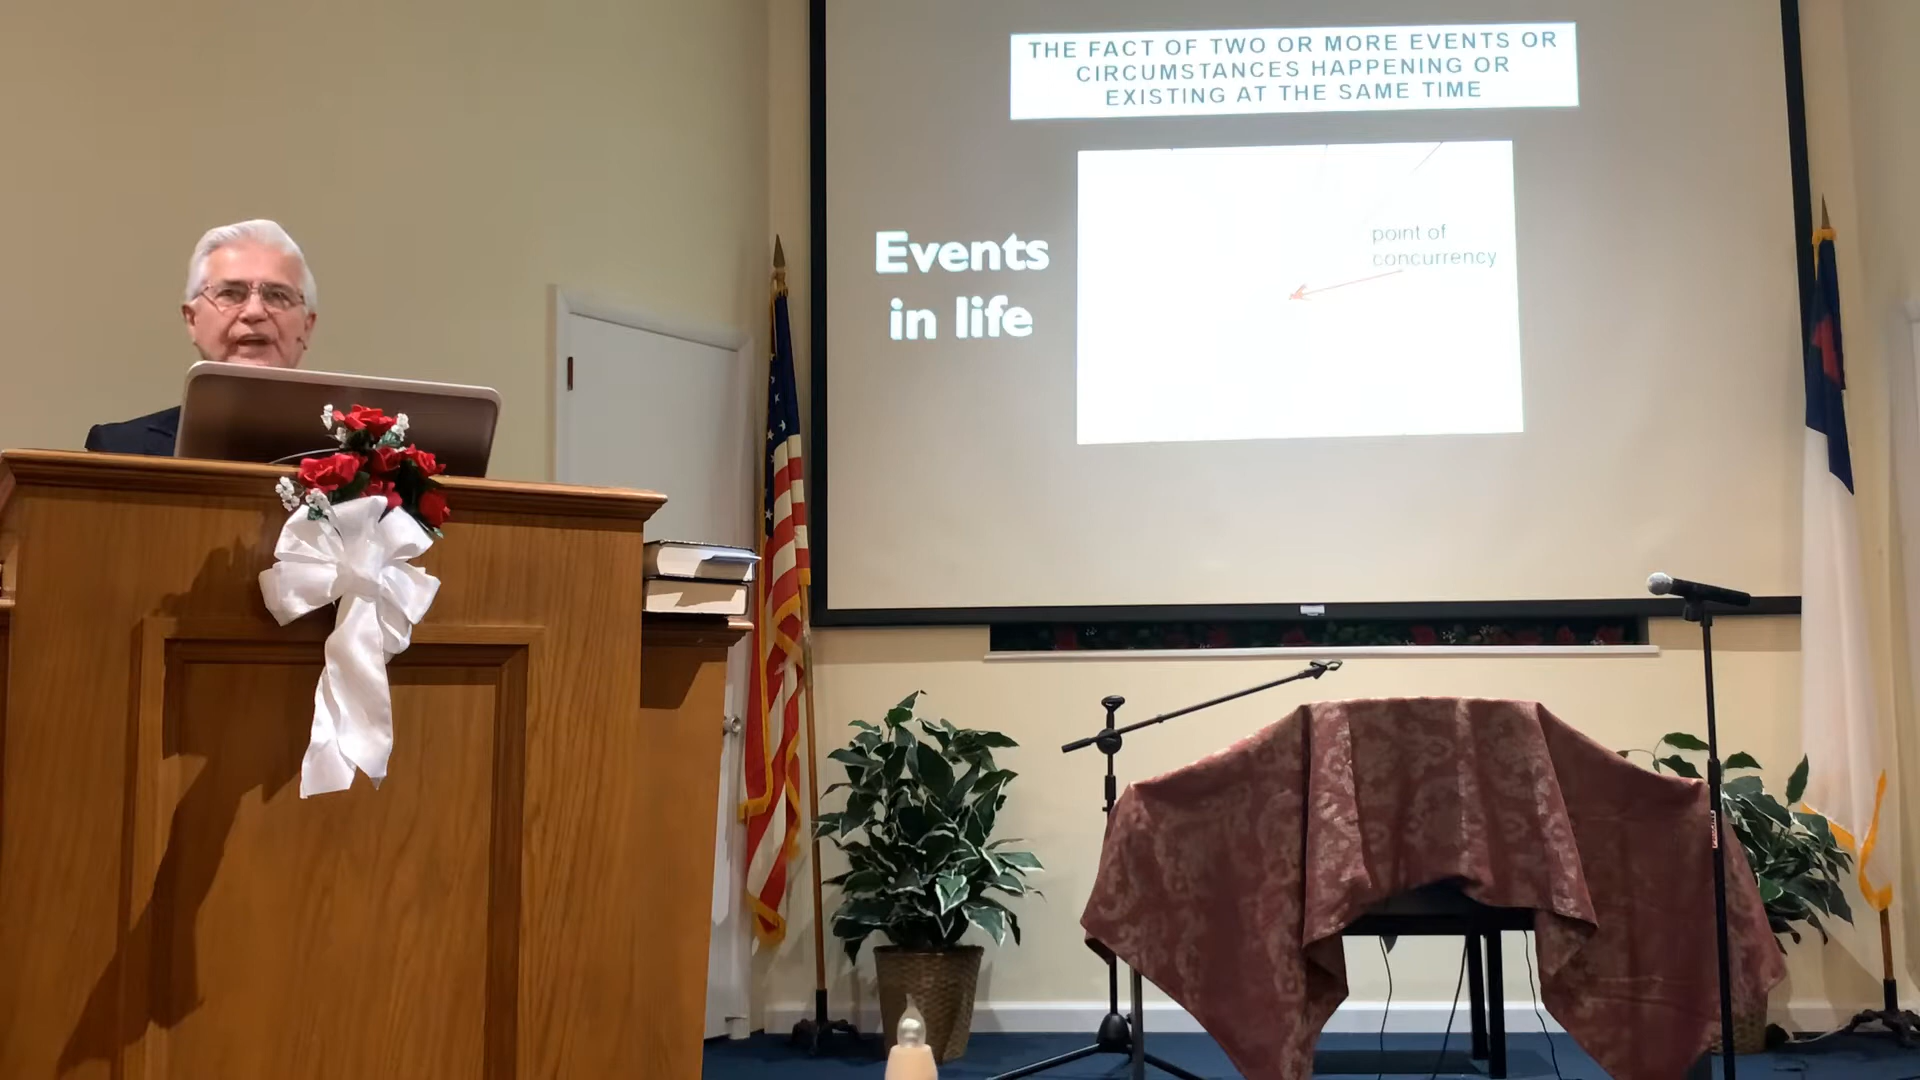 THE FACT OF TWO OR MORE EVENTS OR
CIRCUMSTANCES HAPPENING OR
EXISTING AT THE SAME TIME
Events
in life
point of
concurrency